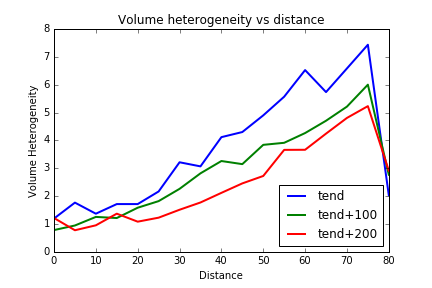 Volume heterogeneity vs distance
8
7
6
5
4
3
2
1
0
Volume Heterogeneity
tend
tend+100
tend+200
0 10 20 30 40 50 60 70 80
Distance